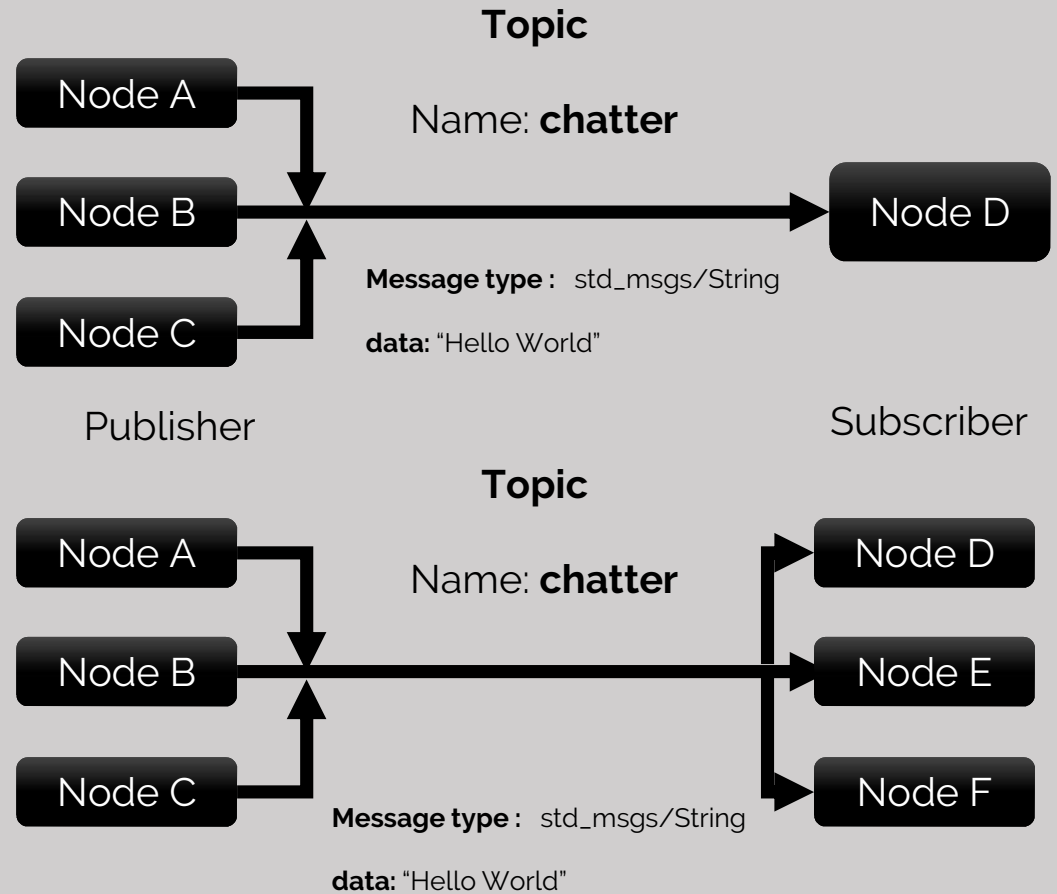 Topic
Node A
Name: chatter
Node B
Node D
Message type :   std_msgs/String
Node C
data: “Hello World”
Publisher
Subscriber
Topic
Node A
Node D
Name: chatter
Node B
Node E
Node C
Node F
Message type :   std_msgs/String
data: “Hello World”